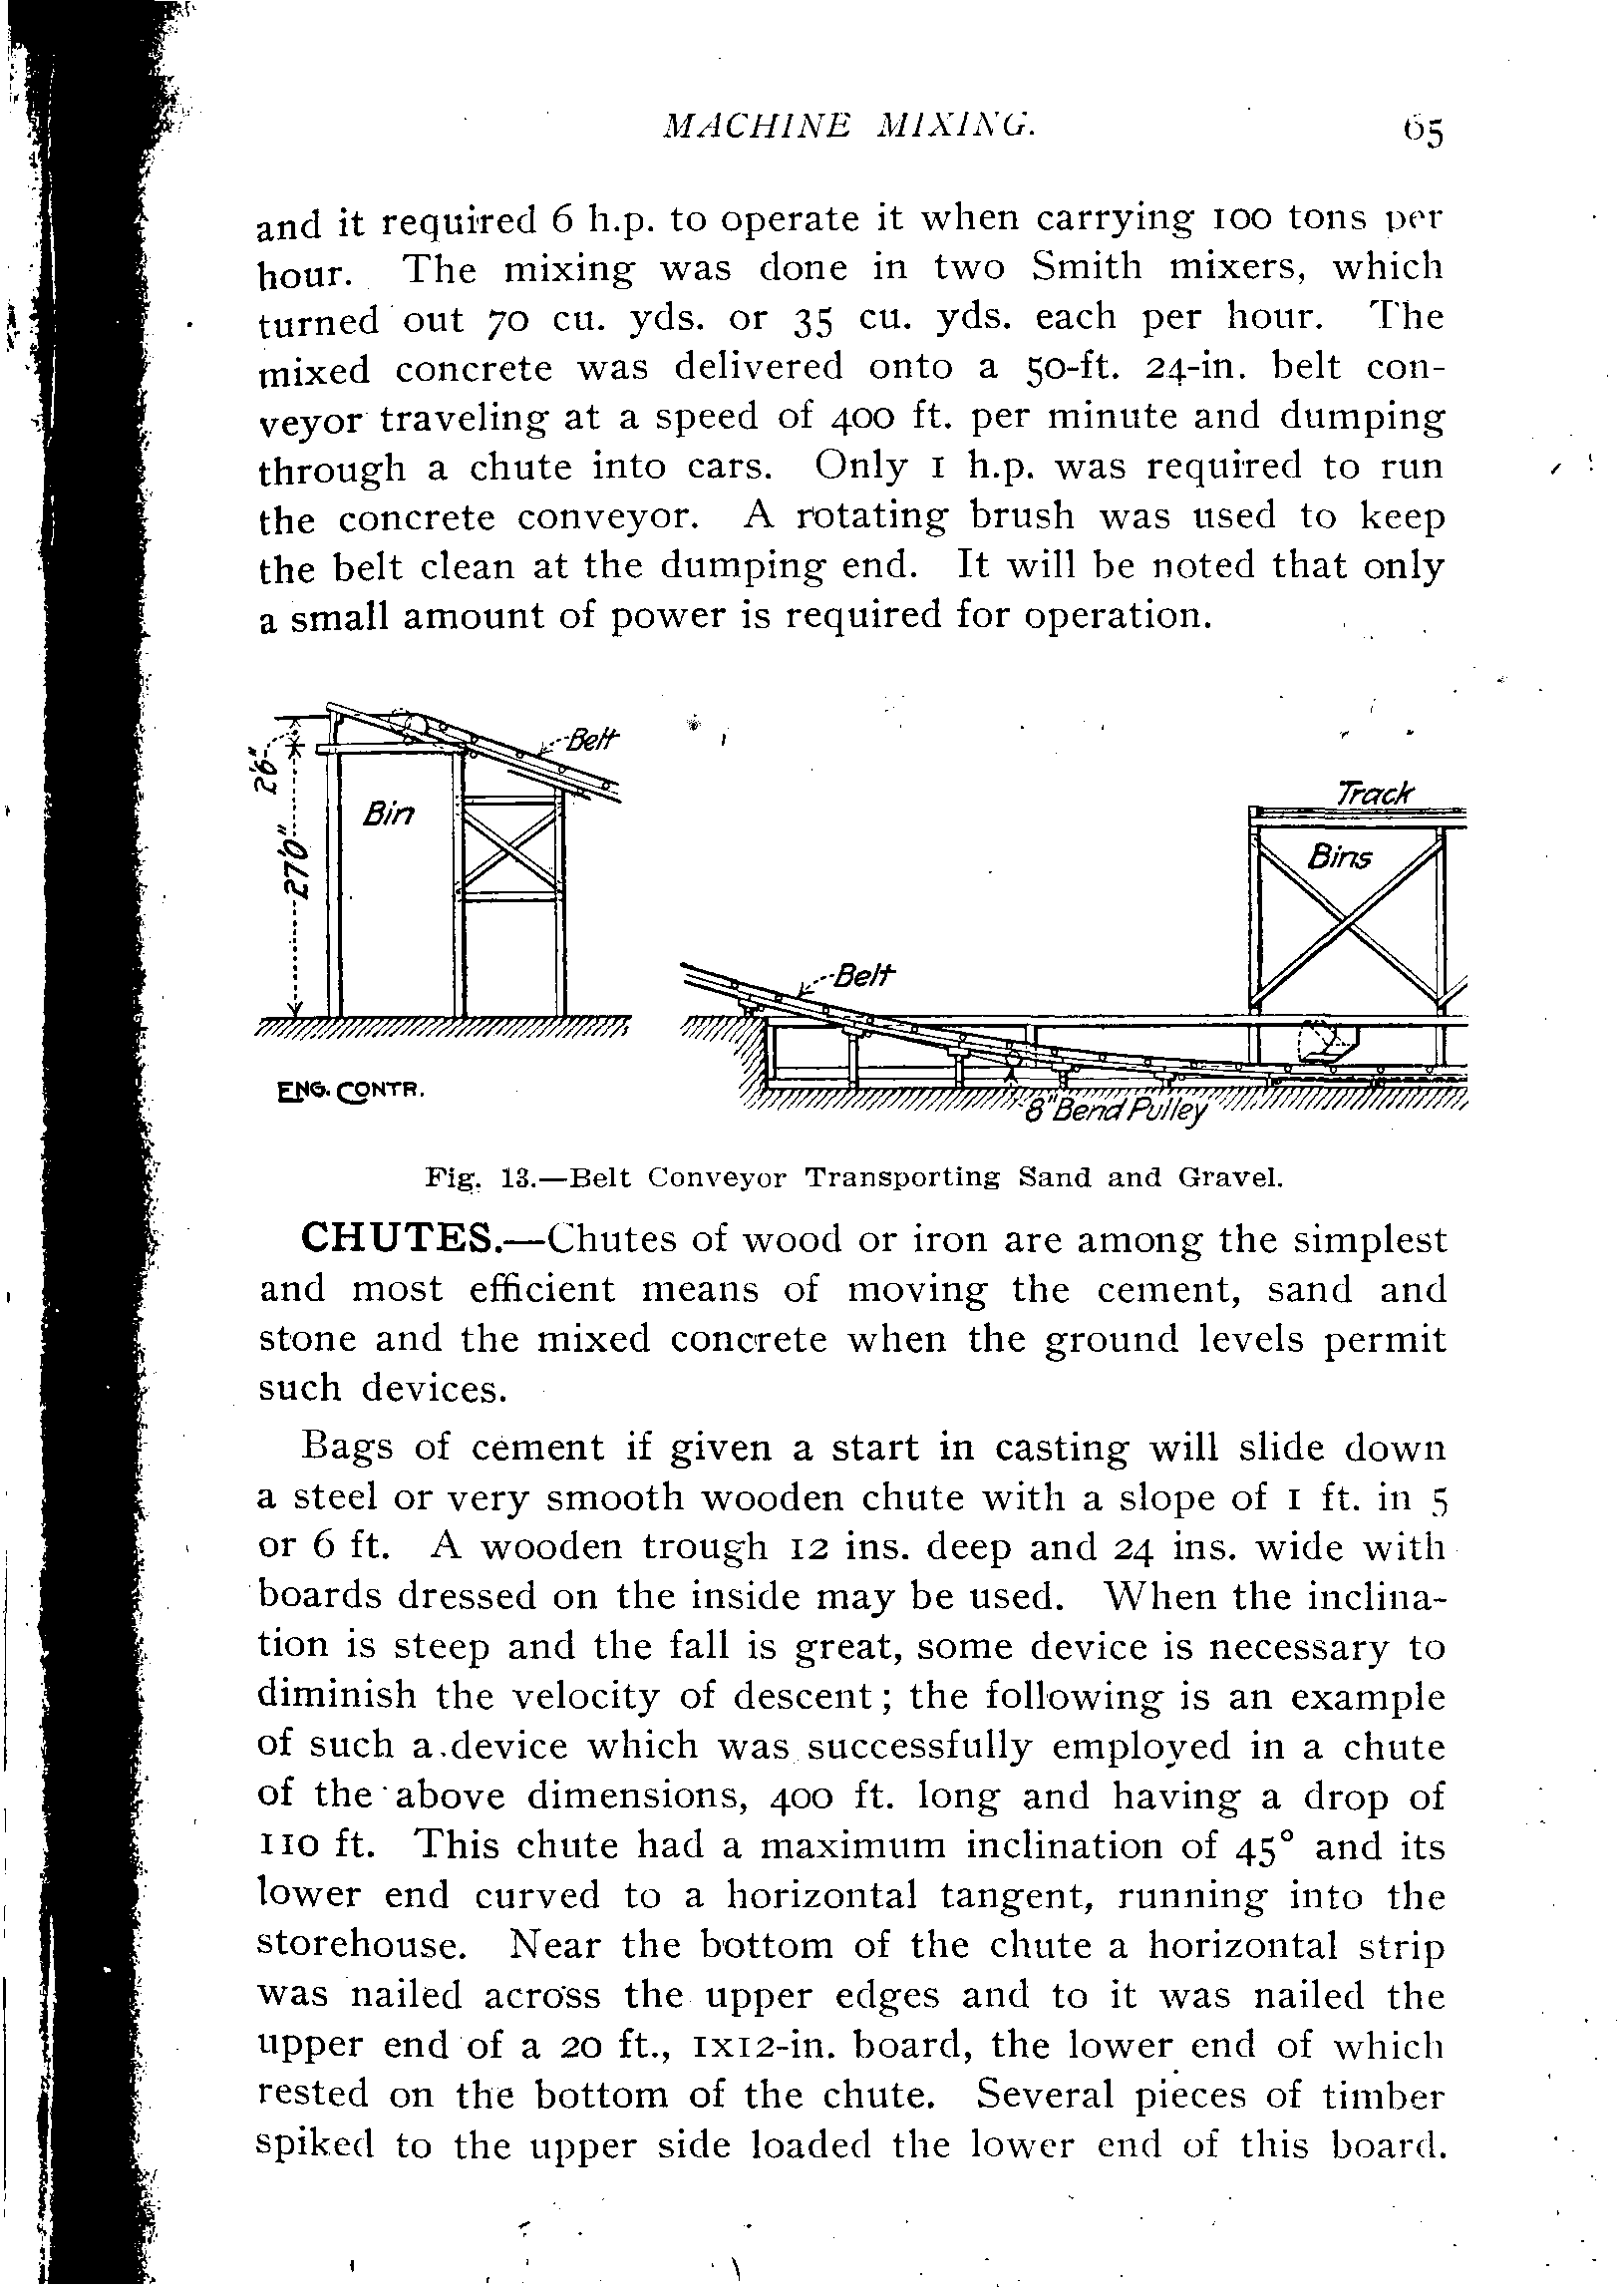 MACHINE MIXING. 65
and it required 6 h.p. to operate it when carrying 100 tons per
hour. The mixing was done in two Smith mixers, which
turned out 70 cu. yds. or 35 cu. yds. each per hour. The
mixed concrete was delivered onto a 50-ft. 24-in. belt con-
veyor traveling at a speed of 400 ft. per minute and dumping
through a chute into cars. Only 1 h.p. was required to run
the concrete conveyor. A rotating brush was used to keep
the belt clean at the dumping end. It will be noted that only
a small amount of power is required for operation.
Belt
2'6"
Bin
27'0"
Track
Bins
Belt
ENG. CONTR.
8" Bend Pulley
Fig. 13.—Belt Conveyor Transporting Sand and Gravel.
CHUTES.—Chutes of wood or iron are among the simplest
and most efficient means of moving the cement, sand and
stone and the mixed concrete when the ground levels permit
such devices.
Bags of cement if given a start in casting will slide down
a steel or very smooth wooden chute with a slope of 1 ft. in 5
or 6 ft. A wooden trough 12 ins. deep and 24 ins. wide with
boards dressed on the inside may be used. When the inclina-
tion is steep and the fall is great, some device is necessary to
diminish the velocity of descent; the following is an example
of such a device which was successfully employed in a chute
of the above dimensions, 400 ft. long and having a drop of
110 ft. This chute had a maximum inclination of 45° and its
lower end curved to a horizontal tangent, running into the
storehouse. Near the bottom of the chute a horizontal strip
was nailed across the upper edges and to it was nailed the
upper end of a 20 ft., 1x12-in. board, the lower end of which
rested on the bottom of the chute. Several pieces of timber
spiked to the upper side loaded the lower end of this board.